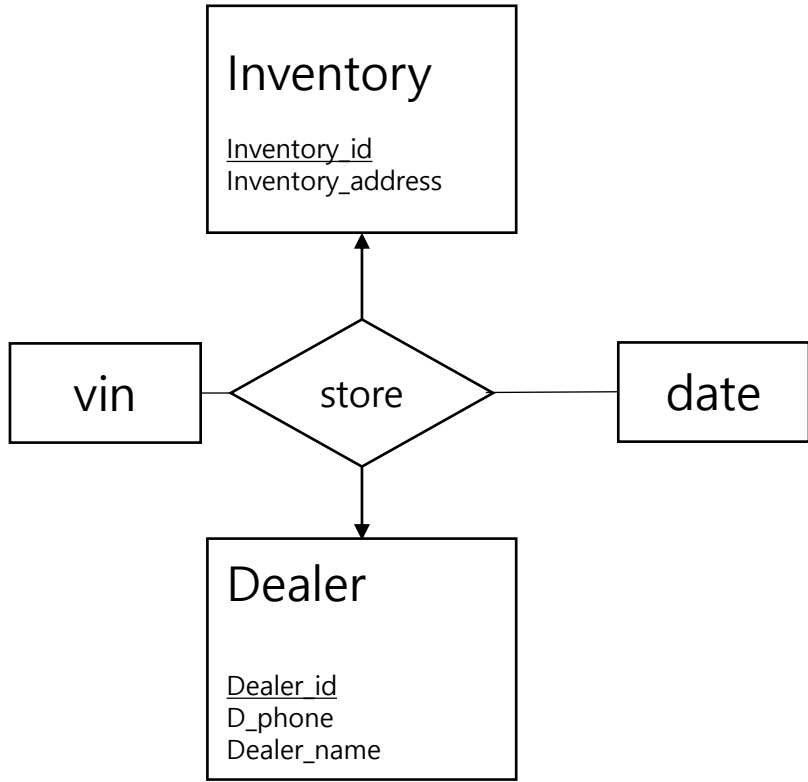 Inventory
Inventory_id
Inventory_address
vin
store
date
Dealer
Dealer_id
D_phone
Dealer_name